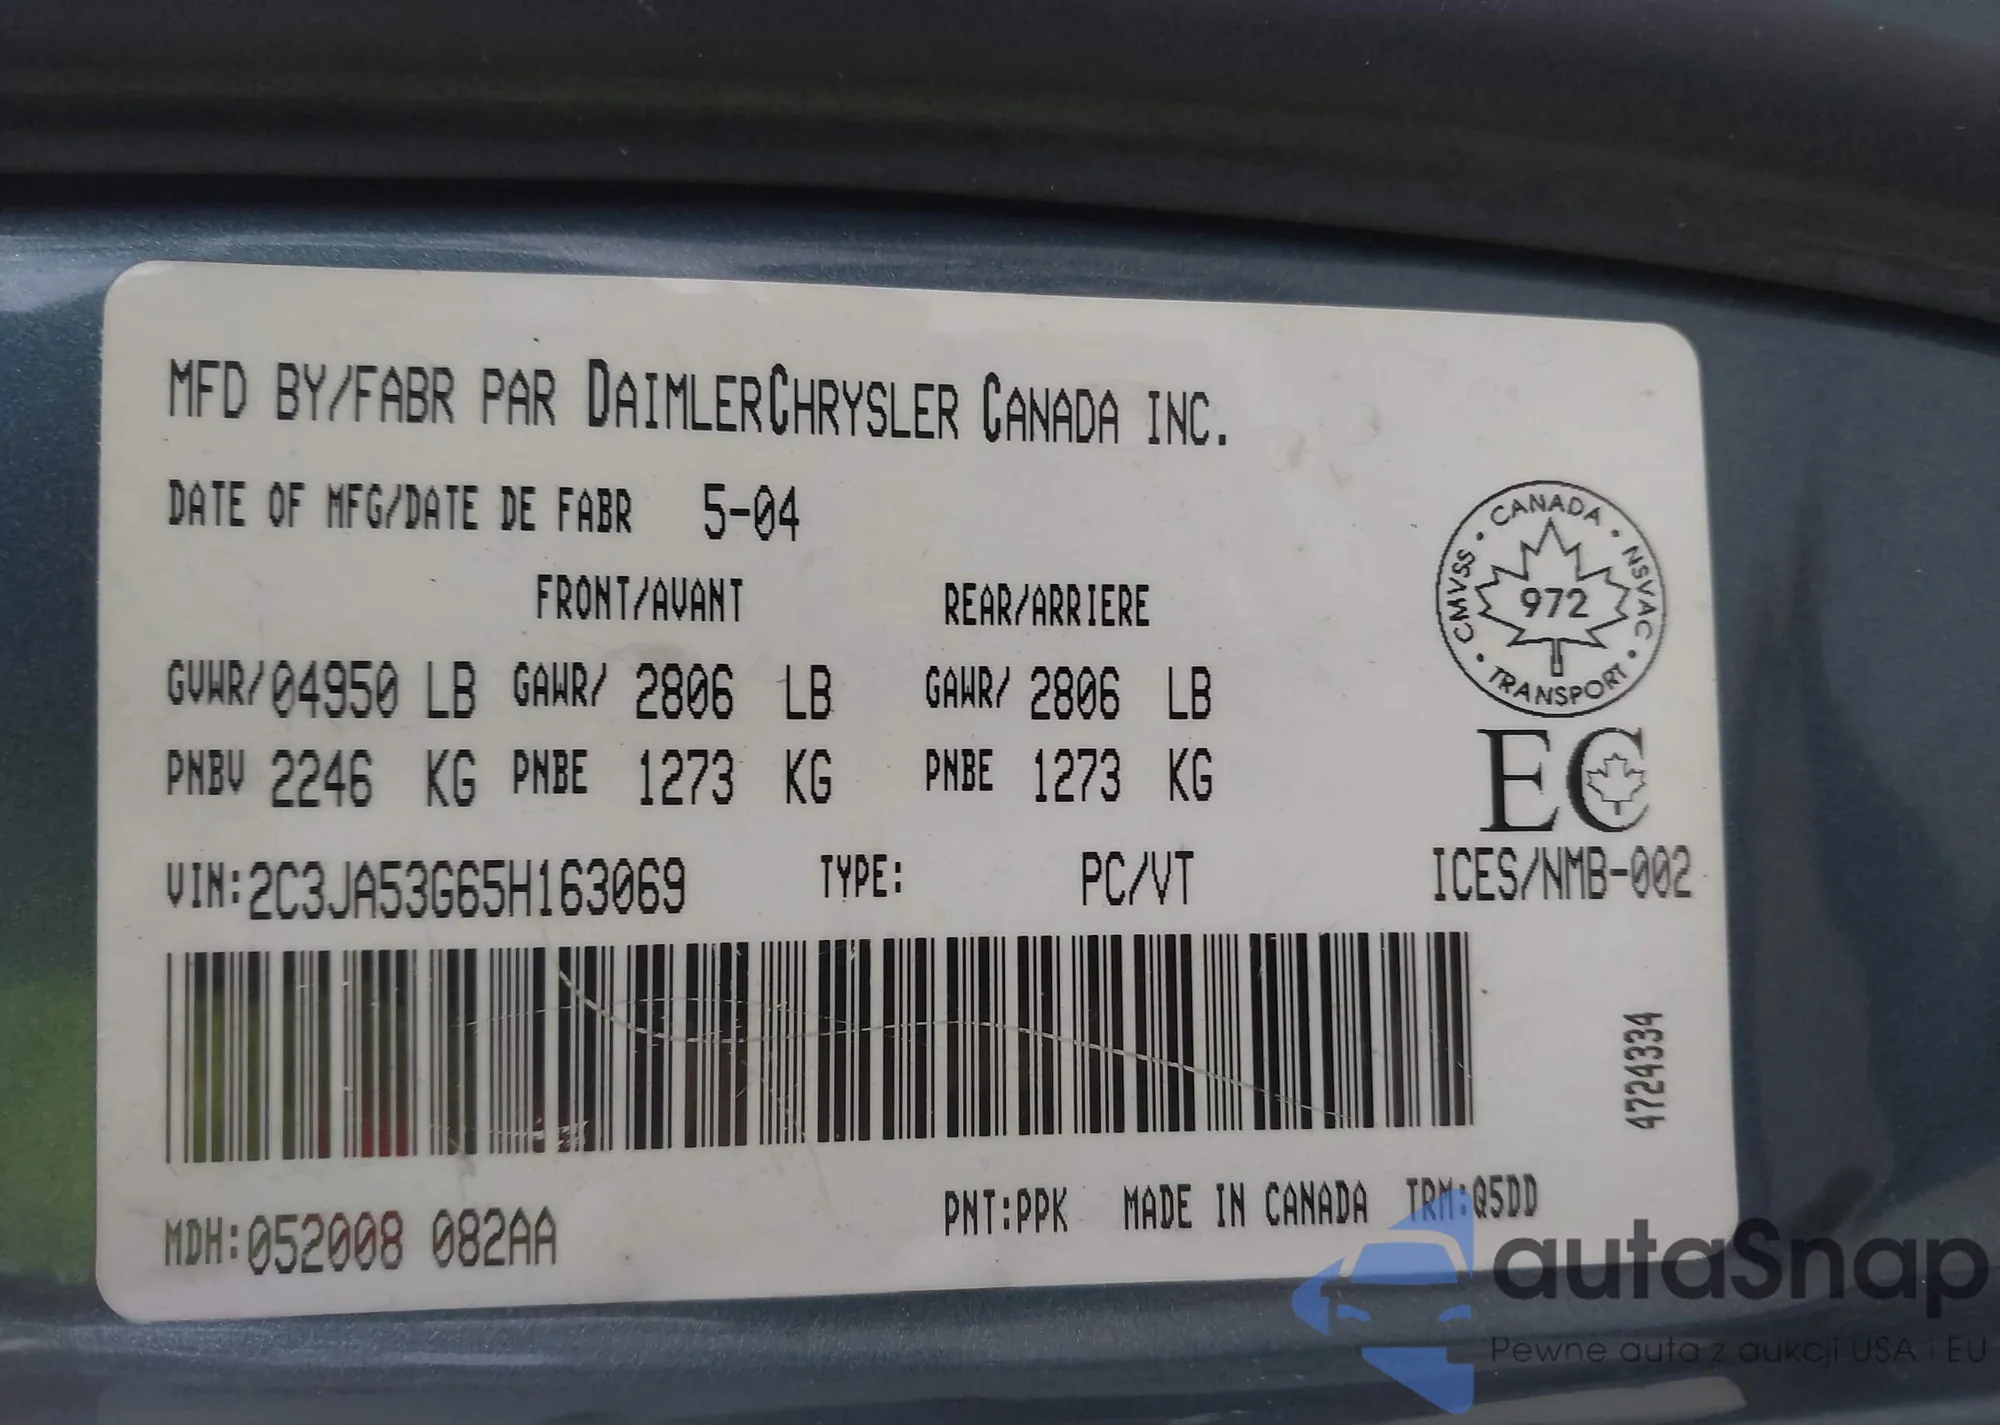 MFD BY/FABR PAR DAIMLERCHRYSLER CANADA INC.
DATE OF MFG/DATE DE FABR 5-04
FRONT/AVANT REAR/ARRIERE
GVWR/04950 LB GAWR/ 2806 LB GAWR/ 2806 LB
PNBV 2246 KG PNBE 1273 KG PNBE 1273 KG
VIN:2C3JA53G65H163069 TYPE: PC/VT
CANADA · NSVAC · TRANSPORT · CMVSS ·
972
EC
ICES/NMB-002
4724334
MDH:052008 082AA PNT:PPK MADE IN CANADA TRM:Q5DD
autaSnap
Pewne auta z aukcji USA i EU